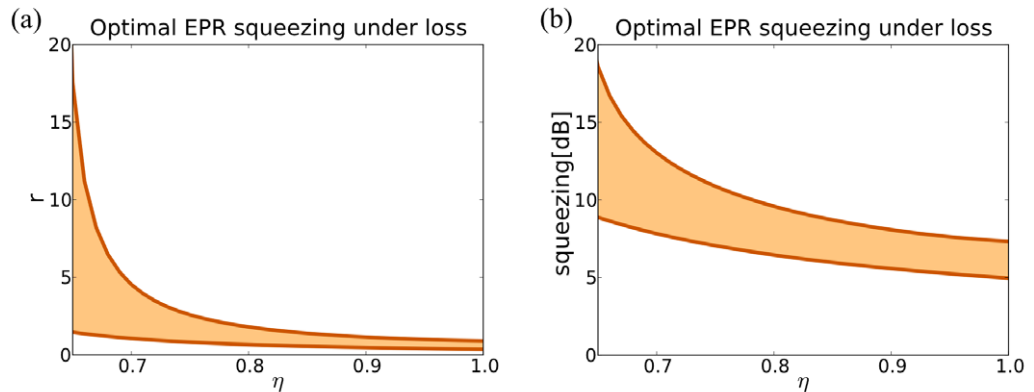 (a)
Optimal EPR squeezing under loss
20
15
10
5
0
r
0.7
0.8
0.9
1.0
η
(b)
Optimal EPR squeezing under loss
20
15
10
5
0
squeezing[dB]
0.7
0.8
0.9
1.0
η